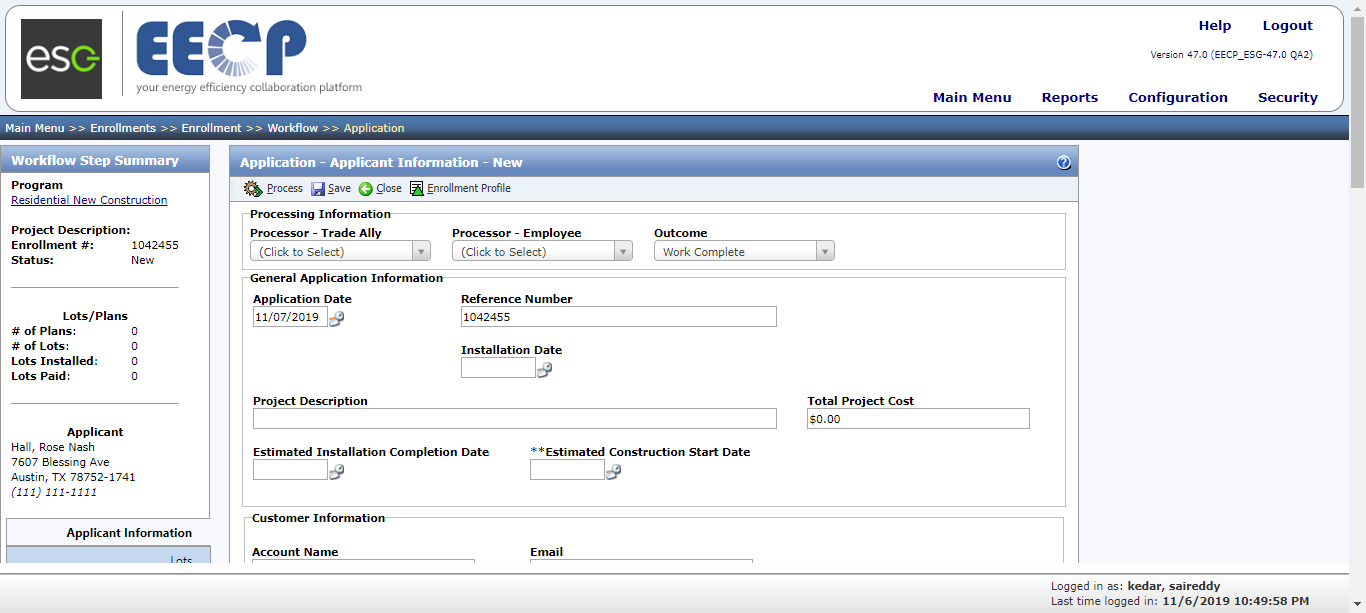 esg
EECP
your energy efficiency collaboration platform
Help Logout
Version 47.0 (EECP_ESG-47.0 QA2)
Main Menu Reports Configuration Security
Main Menu >> Enrollments >> Enrollment >> Workflow >> Application
Workflow Step Summary
Program
Residential New Construction
Project Description:
Enrollment #: 1042455
Status: New
Lots/Plans
# of Plans: 0
# of Lots: 0
Lots Installed: 0
Lots Paid: 0
Applicant
Hall, Rose Nash
7607 Blessing Ave
Austin, TX 78752-1741
(111) 111-1111
Applicant Information
Lots
Application - Applicant Information - New
?
Process Save Close Enrollment Profile
Processing Information
Processor - Trade Ally Processor - Employee Outcome
(Click to Select) (Click to Select) Work Complete
General Application Information
Application Date Reference Number
11/07/2019 1042455
Installation Date
Project Description Total Project Cost
$0.00
Estimated Installation Completion Date **Estimated Construction Start Date
Customer Information
Account Name Email
Logged in as: kedar, saireddy
Last time logged in: 11/6/2019 10:49:58 PM